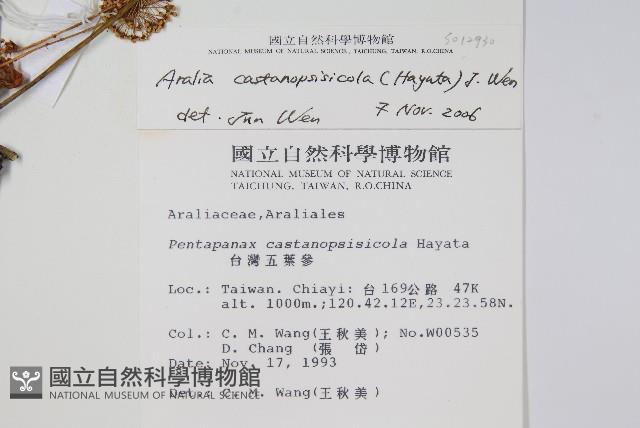 S012930
國立自然科學博物館
NATIONAL MUSEUM OF NATURAL SCIENCE, TAICHUNG, TAIWAN, R.O.CHINA
Aralia castanopsisicola (Hayata) J. Wen
det. Jun Wen 7 Nov. 2006
國立自然科學博物館
NATIONAL MUSEUM OF NATURAL SCIENCE
TAICHUNG, TAIWAN, R.O.CHINA
Araliaceae,Araliales
Pentapanax castanopsisicola Hayata
台灣五葉參
Loc.: Taiwan. Chiayi: 台169公路 47K
alt. 1000m.;120.42.12E,23.23.58N.
Col.: C. M. Wang(王秋美); No.W00535
D. Chang (張 岱)
Date: Nov. 17, 1993
Det.: C. M. Wang(王秋美)
國立自然科學博物館
NATIONAL MUSEUM OF NATURAL SCIENCE